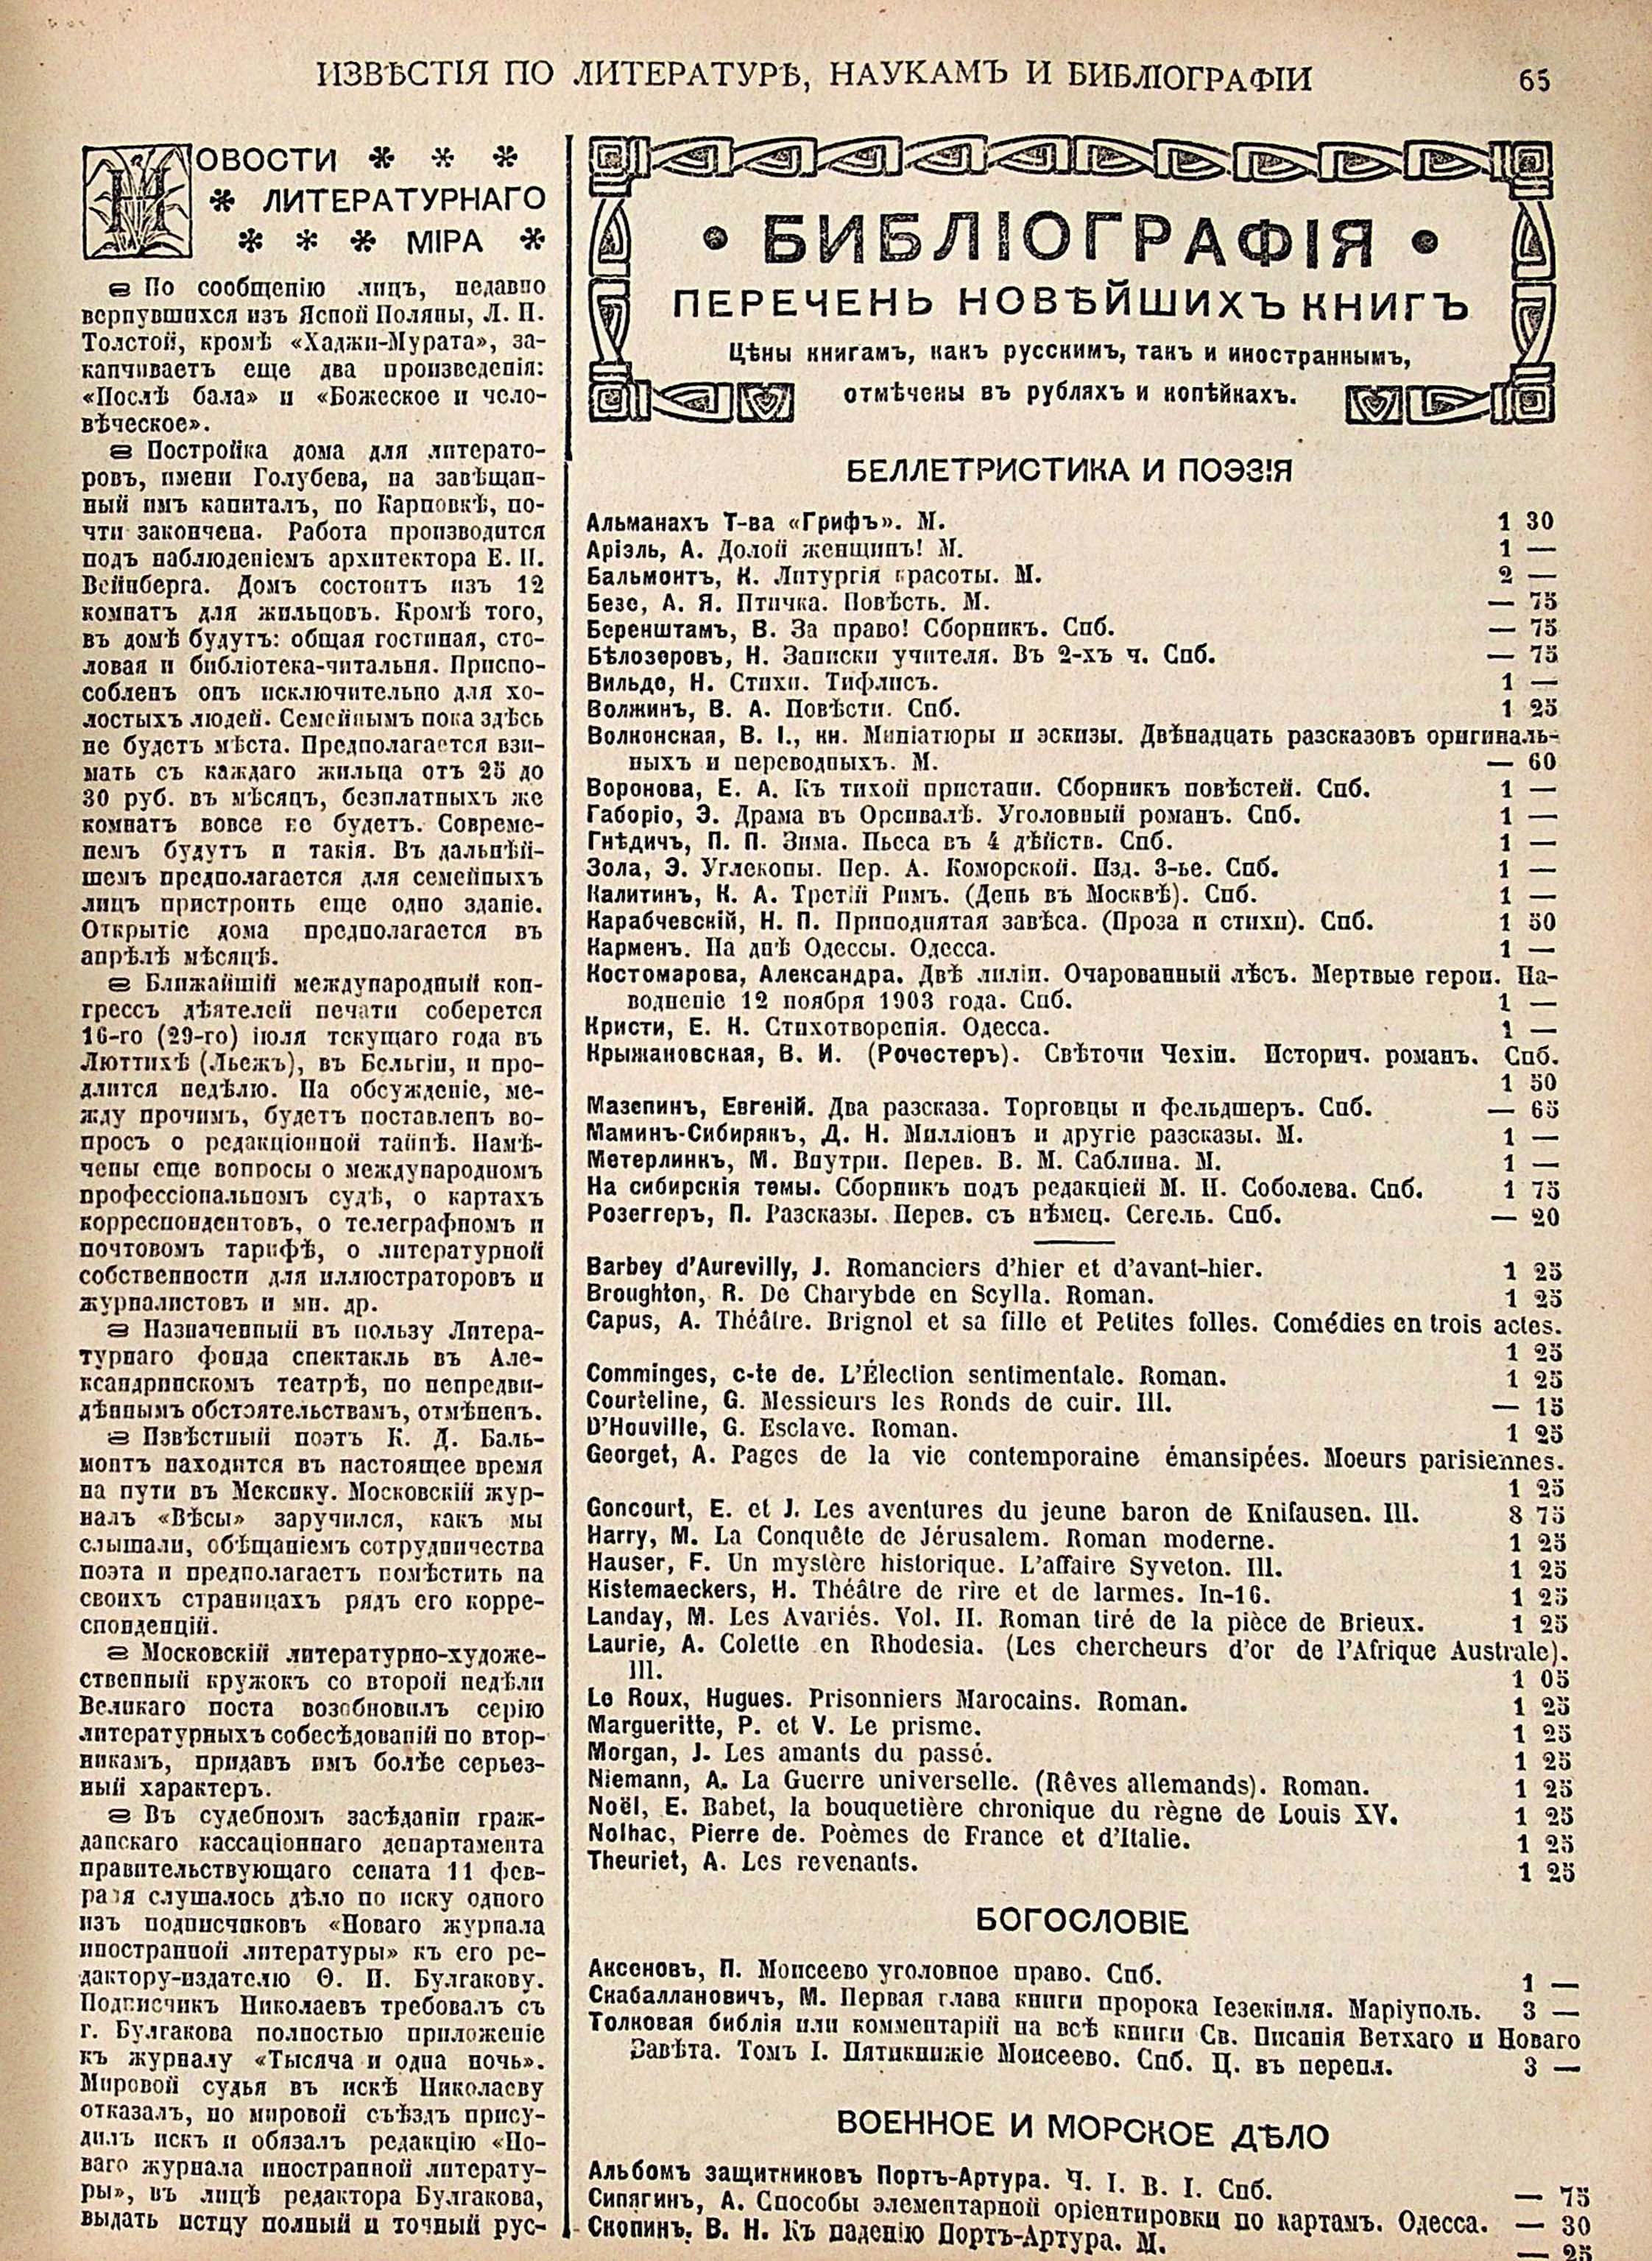 ИЗВѢСТІЯ ПО ЛИТЕРАТУРѢ, НАУКАМЪ И БИБЛІОГРАФІИ 65
НОВОСТИ
ЛИТЕРАТУРНАГО
МІРА
По сообщенію лицъ, недавно
вернувшихся изъ Ясной Поляны, Л. Н.
Толстой, кромѣ «Хаджи-Мурата», за-
канчиваетъ еще два произведенія:
«Послѣ бала» и «Божеское и чело-
вѣческое».
Постройка дома для литерато-
ровъ, имени Голубева, на завѣщан-
ный имъ капиталъ, по Карповкѣ, по-
чти закончена. Работа производится
подъ наблюденіемъ архитектора Е. П.
Вейнберга. Домъ состоитъ изъ 12
комнатъ для жильцовъ. Кромѣ того,
въ домѣ будутъ: общая гостиная, сто-
ловая и библіотека-читальня. Приспо-
собленъ онъ исключительно для хо-
лостыхъ людей. Семейнымъ пока здѣсь
не будетъ мѣста. Предполагается взи-
мать съ каждаго жильца отъ 25 до
30 руб. въ мѣсяцъ, безплатныхъ же
комнатъ вовсе не будетъ. Совреме-
немъ будутъ и такія. Въ дальнѣй-
шемъ предполагается для семейныхъ
лицъ пристроить еще одно зданіе.
Открытіе дома предполагается въ
апрѣлѣ мѣсяцѣ.
Ближайшій международный кон-
грессъ дѣятелей печати соберется
16-го (29-го) іюля текущаго года въ
Люттихѣ (Льежъ), въ Бельгіи, и про-
длится недѣлю. На обсужденіе, ме-
жду прочимъ, будетъ поставленъ во-
просъ о редакціонной тайнѣ. Намѣ-
чены еще вопросы о международномъ
профессіональномъ судѣ, о картахъ
корреспондентовъ, о телеграфномъ и
почтовомъ тарифѣ, о литературной
собственности для иллюстраторовъ и
журналистовъ и мн. др.
Назначенный въ пользу Литера-
турнаго фонда спектакль въ Але-
ксандринскомъ театрѣ, по непредви-
дѣннымъ обстоятельствамъ, отмѣненъ.
Извѣстный поэтъ К. Д. Баль-
монтъ находится въ настоящее время
на пути въ Мексику. Московскій жур-
налъ «Вѣсы» заручился, какъ мы
слышали, обѣщаніемъ сотрудничества
поэта и предполагаетъ помѣстить на
своихъ страницахъ рядъ его корре-
спонденцій.
Московскій литературно-художе-
ственный кружокъ со второй недѣли
Великаго поста возобновилъ серію
литературныхъ собесѣдованій по втор-
никамъ, придавъ имъ болѣе серьез-
ный характеръ.
Въ судебномъ засѣданіи граж-
данскаго кассаціоннаго департамента
правительствующаго сената 11 фев-
раля слушалось дѣло по иску одного
изъ подписчиковъ «Новаго журнала
иностранной литературы» къ его ре-
дактору-издателю Ѳ. И. Булгакову.
Подписчикъ Николаевъ требовалъ съ
г. Булгакова полностью приложеніе
къ журналу «Тысяча и одна ночь».
Мировой судья въ искѣ Николаеву
отказалъ, но мировой съѣздъ прису-
дилъ искъ и обязалъ редакцію «Но-
ваго журнала иностранной литерату-
ры», въ лицѣ редактора Булгакова,
выдать истцу полный и точный рус-
• БИБЛІОГРАФІЯ •
ПЕРЕЧЕНЬ НОВѢЙШИХЪ КНИГЪ
Цѣны книгамъ, какъ русскимъ, такъ и иностраннымъ,
отмѣчены въ рубляхъ и копѣйкахъ.
БЕЛЛЕТРИСТИКА И ПОЭЗІЯ
Альманахъ Т-ва «Грифъ». М. 1 30
Аріэль, А. Долой женщинъ! М. 1 —
Бальмонтъ, К. Литургія красоты. М. 2 —
Безе, А. Я. Птичка. Повѣсть. М. — 75
Беренштамъ, В. За право! Сборникъ. Спб. — 75
Бѣлозеровъ, Н. Записки учителя. Въ 2-хъ ч. Спб. — 75
Вильде, Н. Стихи. Тифлисъ. 1 —
Волжинъ, В. А. Повѣсти. Спб. 1 25
Волконская, В. І., кн. Миніатюры и эскизы. Двѣнадцать разсказовъ оригиналь-
ныхъ и переводныхъ. М. — 60
Воронова, Е. А. Къ тихой пристани. Сборникъ повѣстей. Спб. 1 —
Габоріо, Э. Драма въ Орсивалѣ. Уголовный романъ. Спб. 1 —
Гнѣдичъ, П. П. Зима. Пьеса въ 4 дѣйств. Спб. 1 —
Зола, Э. Углекопы. Пер. А. Коморской. Изд. 3-ье. Спб. 1 —
Калитинъ, К. А. Третій Римъ. (День въ Москвѣ). Спб. 1 —
Карабчевскій, Н. П. Приподнятая завѣса. (Проза и стихи). Спб. 1 50
Карменъ. На днѣ Одессы. Одесса. 1 —
Костомарова, Александра. Двѣ лиліи. Очарованный лѣсъ. Мертвые герои. На-
водненіе 12 ноября 1903 года. Спб. 1 —
Кристи, Е. К. Стихотворенія. Одесса. 1 —
Крыжановская, В. И. (Рочестеръ). Свѣточи Чехіи. Историч. романъ. Спб.
1 50
Мазепинъ, Евгеній. Два разсказа. Торговцы и фельдшеръ. Спб. — 65
Маминъ-Сибирякъ, Д. Н. Милліонъ и другіе разсказы. М. 1 —
Метерлинкъ, М. Внутри. Перев. В. М. Саблина. М. 1 —
На сибирскія темы. Сборникъ подъ редакціей М. Н. Соболева. Спб. 1 75
Розеггеръ, П. Разсказы. Перев. съ нѣмец. Сегель. Спб. — 20
Barbey d'Aurevilly, J. Romanciers d'hier et d'avant-hier. 1 25
Broughton, R. De Charybde en Scylla. Roman. 1 25
Capus, A. Théâtre. Brignol et sa fille et Petites folles. Comédies en trois actes.
1 25
Comminges, c-te de. L'Élection sentimentale. Roman. 1 25
Courteline, G. Messieurs les Ronds de cuir. Ill. — 15
D'Houville, G. Esclave. Roman. 1 25
Georget, A. Pages de la vie contemporaine émansipées. Moeurs parisiennes.
1 25
Goncourt, E. et J. Les aventures du jeune baron de Knifausen. Ill. 8 75
Harry, M. La Conquête de Jérusalem. Roman moderne. 1 25
Hauser, F. Un mystère historique. L'affaire Syveton. Ill. 1 25
Kistemaeckers, H. Théâtre de rire et de larmes. In-16. 1 25
Landay, M. Les Avariés. Vol. II. Roman tiré de la pièce de Brieux. 1 25
Laurie, A. Colette en Rhodesia. (Les chercheurs d'or de l'Afrique Australe).
Ill. 1 05
Le Roux, Hugues. Prisonniers Marocains. Roman. 1 25
Margueritte, P. et V. Le prisme. 1 25
Morgan, J. Les amants du passé. 1 25
Niemann, A. La Guerre universelle. (Rêves allemands). Roman. 1 25
Noël, E. Babet, la bouquetière chronique du règne de Louis XV. 1 25
Nolhac, Pierre de. Poèmes de France et d'Italie. 1 25
Theuriet, A. Les revenants. 1 25
БОГОСЛОВІЕ
Аксеновъ, П. Моисеево уголовное право. Спб. 1 —
Скабаллановичъ, М. Первая глава книги пророка Іезекіиля. Маріуполь. 3 —
Толковая библія или комментарій на всѣ книги Св. Писанія Ветхаго и Новаго
Завѣта. Томъ I. Пятикнижіе Моисеево. Спб. Ц. въ перепл. 3 —
ВОЕННОЕ И МОРСКОЕ ДѢЛО
Альбомъ защитниковъ Портъ-Артура. Ч. I. В. I. Спб. — 75
Сипягинъ, А. Способы элементарной оріентировки по картамъ. Одесса. — 30
Скопинъ, В. Н. Къ паденію Портъ-Артура. М. — 25